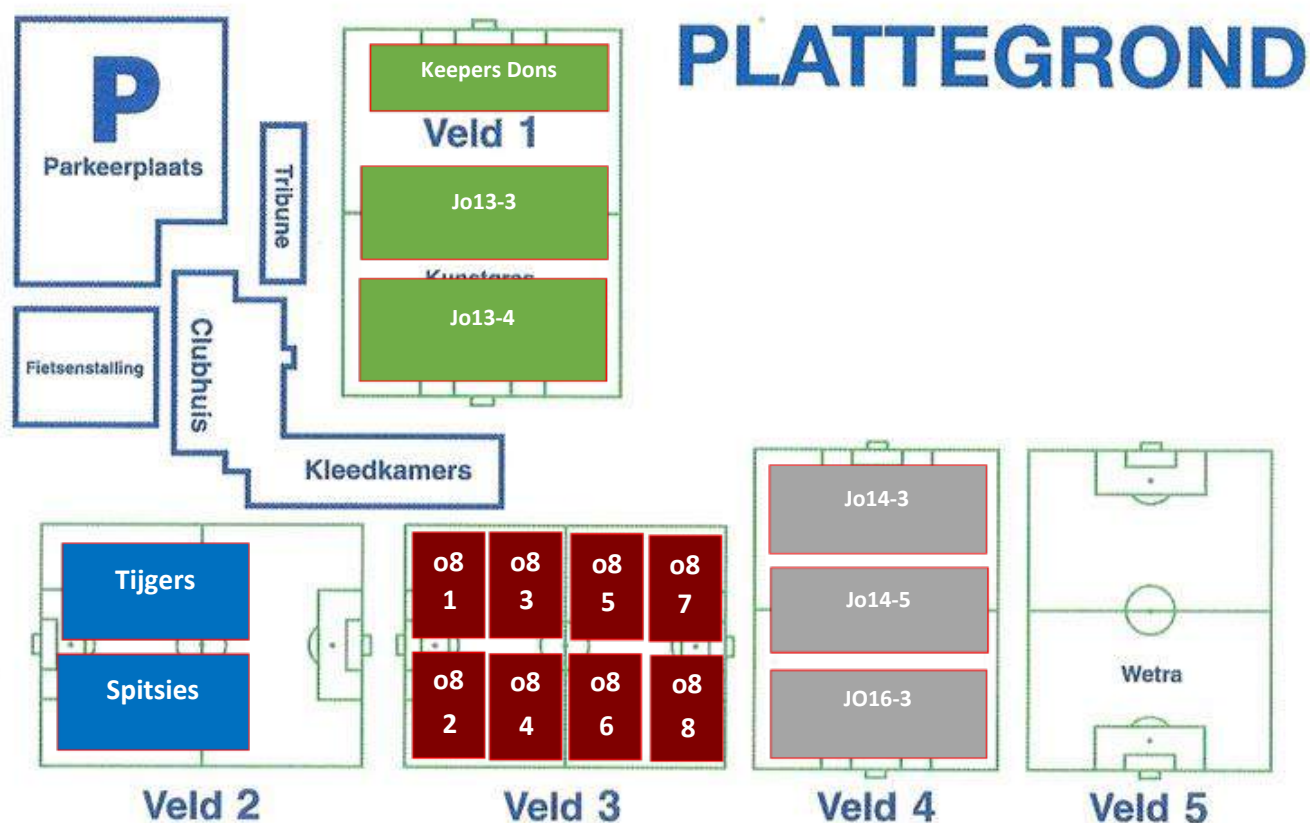 PLATTEGROND
P
Parkeerplaats
Tribune
Keepers Dons
Veld 1
Jo13-3
Kunstgras
Jo13-4
Fietsenstalling
Clubhuis
Kleedkamers
Tijgers
Spitsies
Veld 2
o8
1
o8
3
o8
5
o8
7
o8
2
o8
4
o8
6
o8
8
Veld 3
Jo14-3
Jo14-5
JO16-3
Veld 4
Wetra
Veld 5